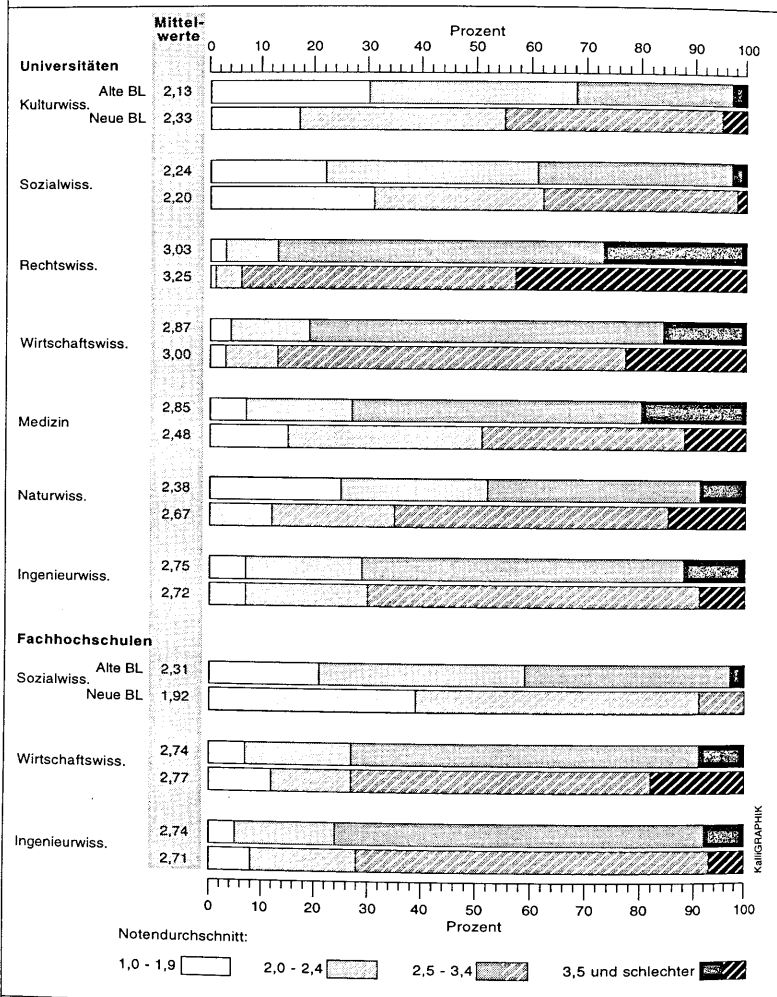 Mittel-
werte
Prozent
0 10 20 30 40 50 60 70 80 90 100
Universitäten
Alte BL 2,13
Kulturwiss.
Neue BL 2,33
2,24
Sozialwiss.
2,20
3,03
Rechtswiss.
3,25
2,87
Wirtschaftswiss.
3,00
2,85
Medizin
2,48
2,38
Naturwiss.
2,67
2,75
Ingenieurwiss.
2,72
Fachhochschulen
Alte BL 2,31
Sozialwiss.
Neue BL 1,92
2,74
Wirtschaftswiss.
2,77
2,74
Ingenieurwiss.
2,71
KalliGRAPHIK
0 10 20 30 40 50 60 70 80 90 100
Prozent
Notendurchschnitt:
1,0 - 1,9 2,0 - 2,4 2,5 - 3,4 3,5 und schlechter